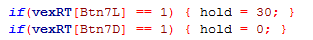 if(vexRT[Btn7L] == 1) { hold = 30; }
if(vexRT[Btn7D] == 1) { hold = 0; }